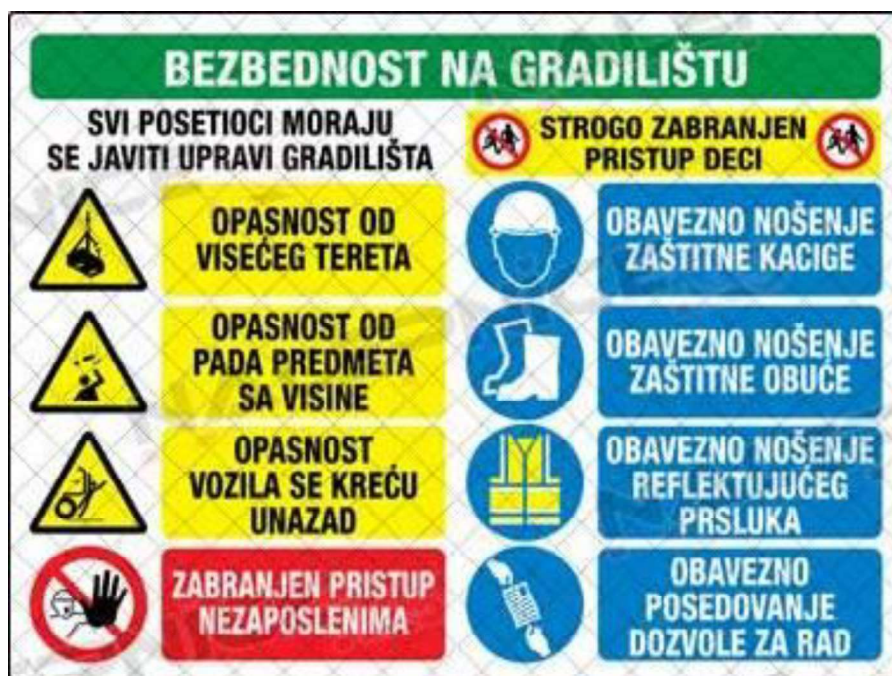 BEZBEDNOST NA GRADILIŠTU
SVI POSETIOCI MORAJU
SE JAVITI UPRAVI GRADILIŠTA
STROGO ZABRANJEN
PRISTUP DECI
OPASNOST OD
VISEĆEG TERETA
OBAVEZNO NOŠENJE
ZAŠTITNE KACIGE
OPASNOST OD
PADA PREDMETA
SA VISINE
OBAVEZNO NOŠENJE
ZAŠTITNE OBUĆE
OPASNOST
VOZILA SE KREĆU
UNAZAD
OBAVEZNO NOŠENJE
REFLEKTUJUĆEG
PRSLUKA
ZABRANJEN PRISTUP
NEZAPOSLENIMA
OBAVEZNO
POSEDOVANJE
DOZVOLE ZA RAD